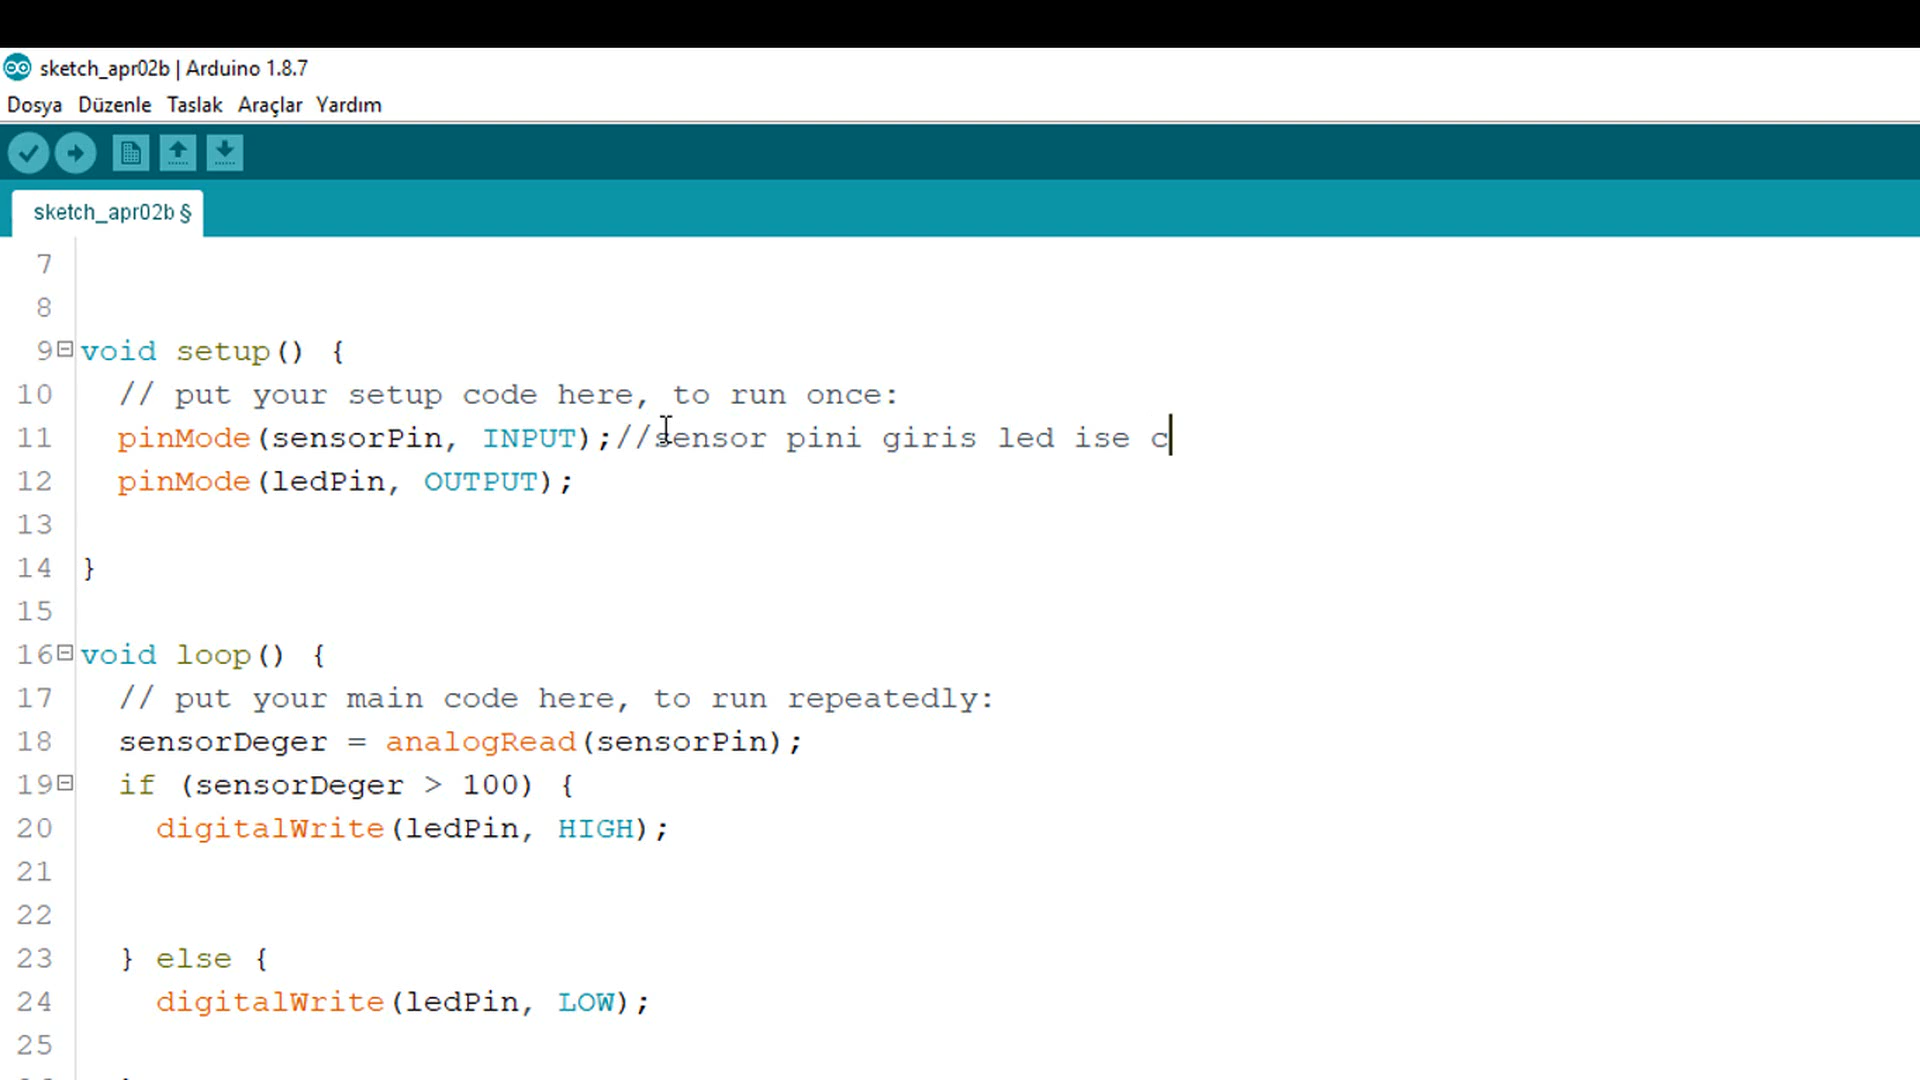 sketch_apr02b | Arduino 1.8.7
Dosya Düzenle Taslak Araçlar Yardım
sketch_apr02b §
7
8
9 void setup() {
10 // put your setup code here, to run once:
11 pinMode(sensorPin, INPUT);//sensor pini giris led ise c
12 pinMode(ledPin, OUTPUT);
13
14 }
15
16 void loop() {
17 // put your main code here, to run repeatedly:
18 sensorDeger = analogRead(sensorPin);
19 if (sensorDeger > 100) {
20 digitalWrite(ledPin, HIGH);
21
22
23 } else {
24 digitalWrite(ledPin, LOW);
25